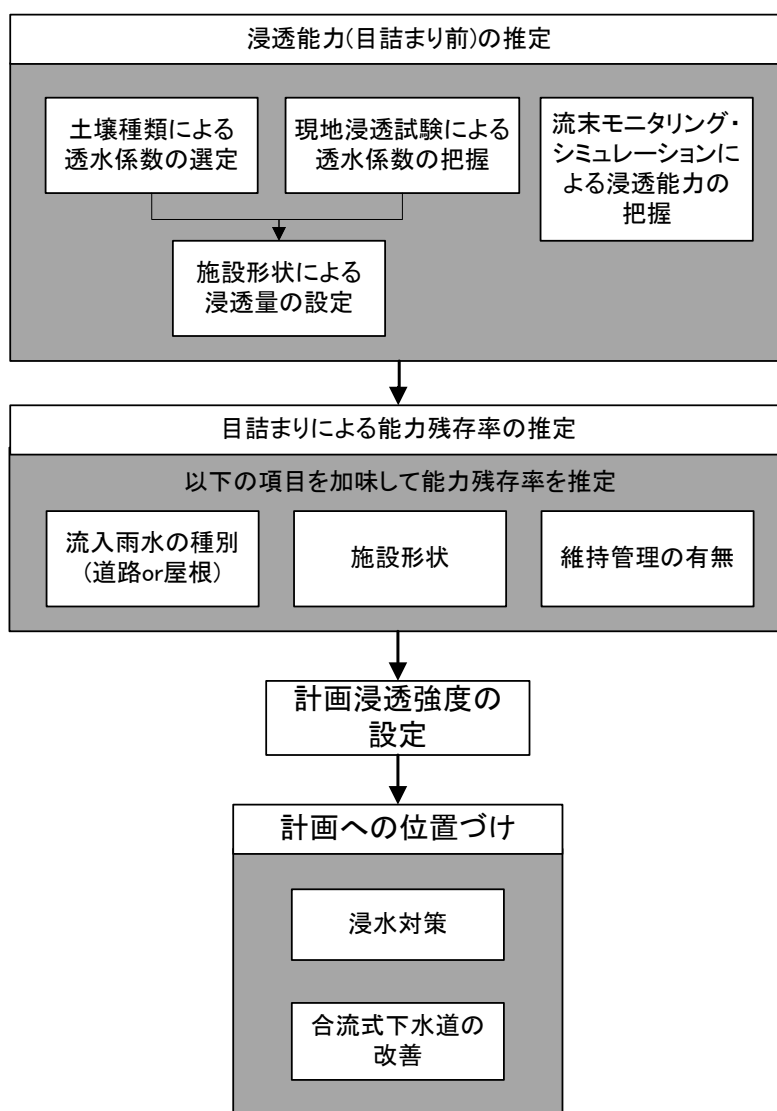 浸透能力(目詰まり前)の推定
土壌種類による
透水係数の選定
現地浸透試験による
透水係数の把握
流末モニタリング・
シミュレーションに
よる浸透能力の
把握
施設形状による
浸透量の設定
目詰まりによる能力残存率の推定
以下の項目を加味して能力残存率を推定
流入雨水の種別
(道路or屋根)
施設形状
維持管理の有無
計画浸透強度の
設定
計画への位置づけ
浸水対策
合流式下水道の
改善